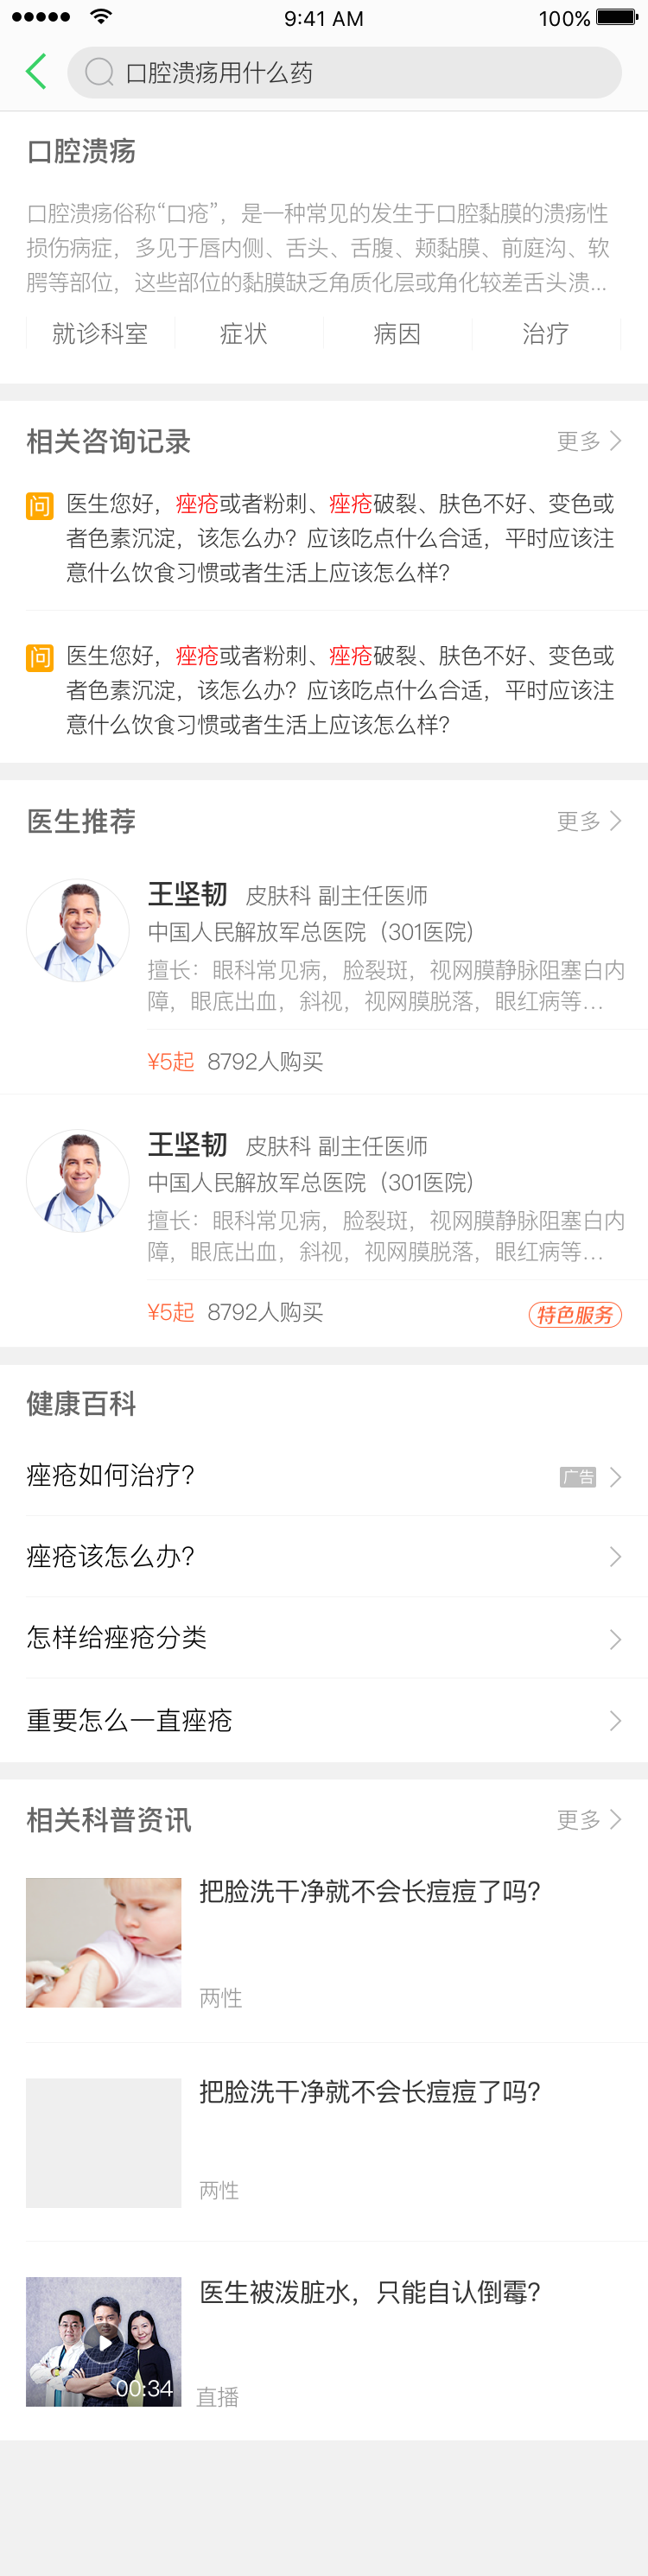 9:41 AM 100%
口腔溃疡用什么药
口腔溃疡
口腔溃疡俗称“口疮”，是一种常见的发生于口腔黏膜的溃疡性
损伤病症，多见于唇内侧、舌头、舌腹、颊黏膜、前庭沟、软
腭等部位，这些部位的黏膜缺乏角质化层或角化较差舌头溃...
就诊科室 症状 病因 治疗
相关咨询记录 更多
问 医生您好，痤疮或者粉刺、痤疮破裂、肤色不好、变色或
者色素沉淀，该怎么办？应该吃点什么合适，平时应该注
意什么饮食习惯或者生活上应该怎么样？
问 医生您好，痤疮或者粉刺、痤疮破裂、肤色不好、变色或
者色素沉淀，该怎么办？应该吃点什么合适，平时应该注
意什么饮食习惯或者生活上应该怎么样？
医生推荐 更多
王坚韧 皮肤科 副主任医师
中国人民解放军总医院（301医院）
擅长：眼科常见病，脸裂斑，视网膜静脉阻塞白内
障，眼底出血，斜视，视网膜脱落，眼红病等...
¥5起 8792人购买
王坚韧 皮肤科 副主任医师
中国人民解放军总医院（301医院）
擅长：眼科常见病，脸裂斑，视网膜静脉阻塞白内
障，眼底出血，斜视，视网膜脱落，眼红病等...
¥5起 8792人购买 特色服务
健康百科
痤疮如何治疗？ 广告
痤疮该怎么办？
怎样给痤疮分类
重要怎么一直痤疮
相关科普资讯 更多
把脸洗干净就不会长痘痘了吗？
两性
把脸洗干净就不会长痘痘了吗？
两性
医生被泼脏水，只能自认倒霉？
00:34 直播